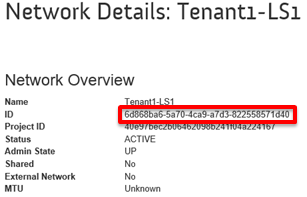 Network Details: Tenant1-LS1
Network Overview
Name Tenant1-LS1
ID 6d868ba6-5a70-4ca9-a7d3-822558571d40
Project ID 40e97bec2b06462098b241f04a224167
Status ACTIVE
Admin State UP
Shared No
External Network No
MTU Unknown